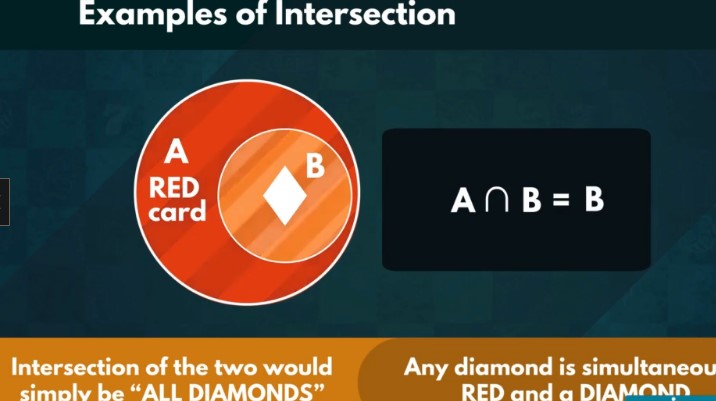 Examples of Intersection
A
RED
card
B
A ∩ B = B
Intersection of the two would
simply be “ALL DIAMONDS”
Any diamond is simultaneou
RED and a DIAMOND